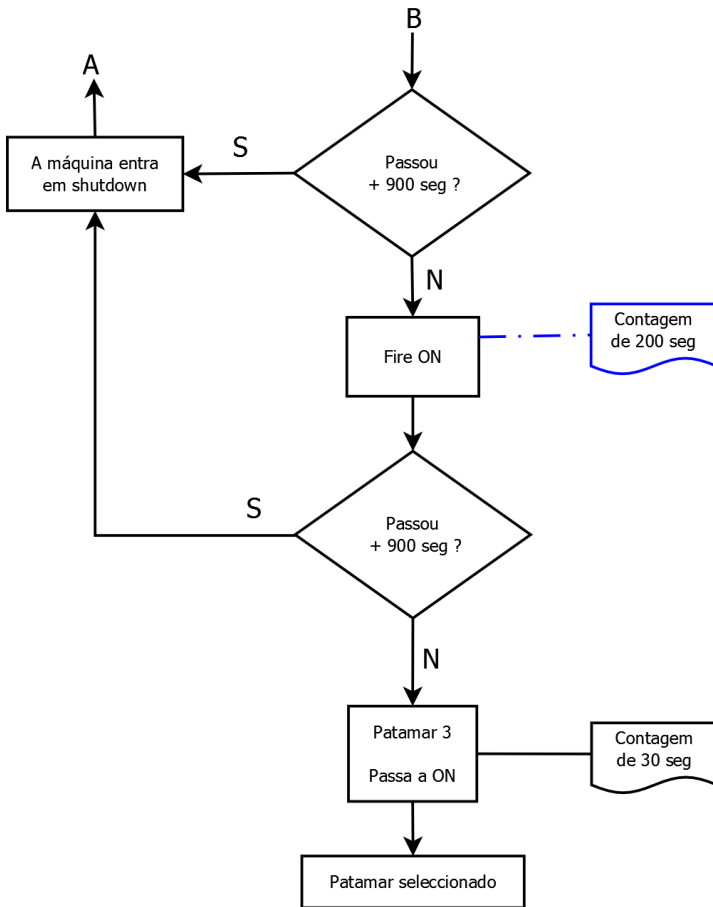 B
A
A máquina entra
em shutdown
S
Passou
+ 900 seg ?
N
Fire ON
Contagem
de 200 seg
S
Passou
+ 900 seg ?
N
Patamar 3
Passa a ON
Contagem
de 30 seg
Patamar seleccionado